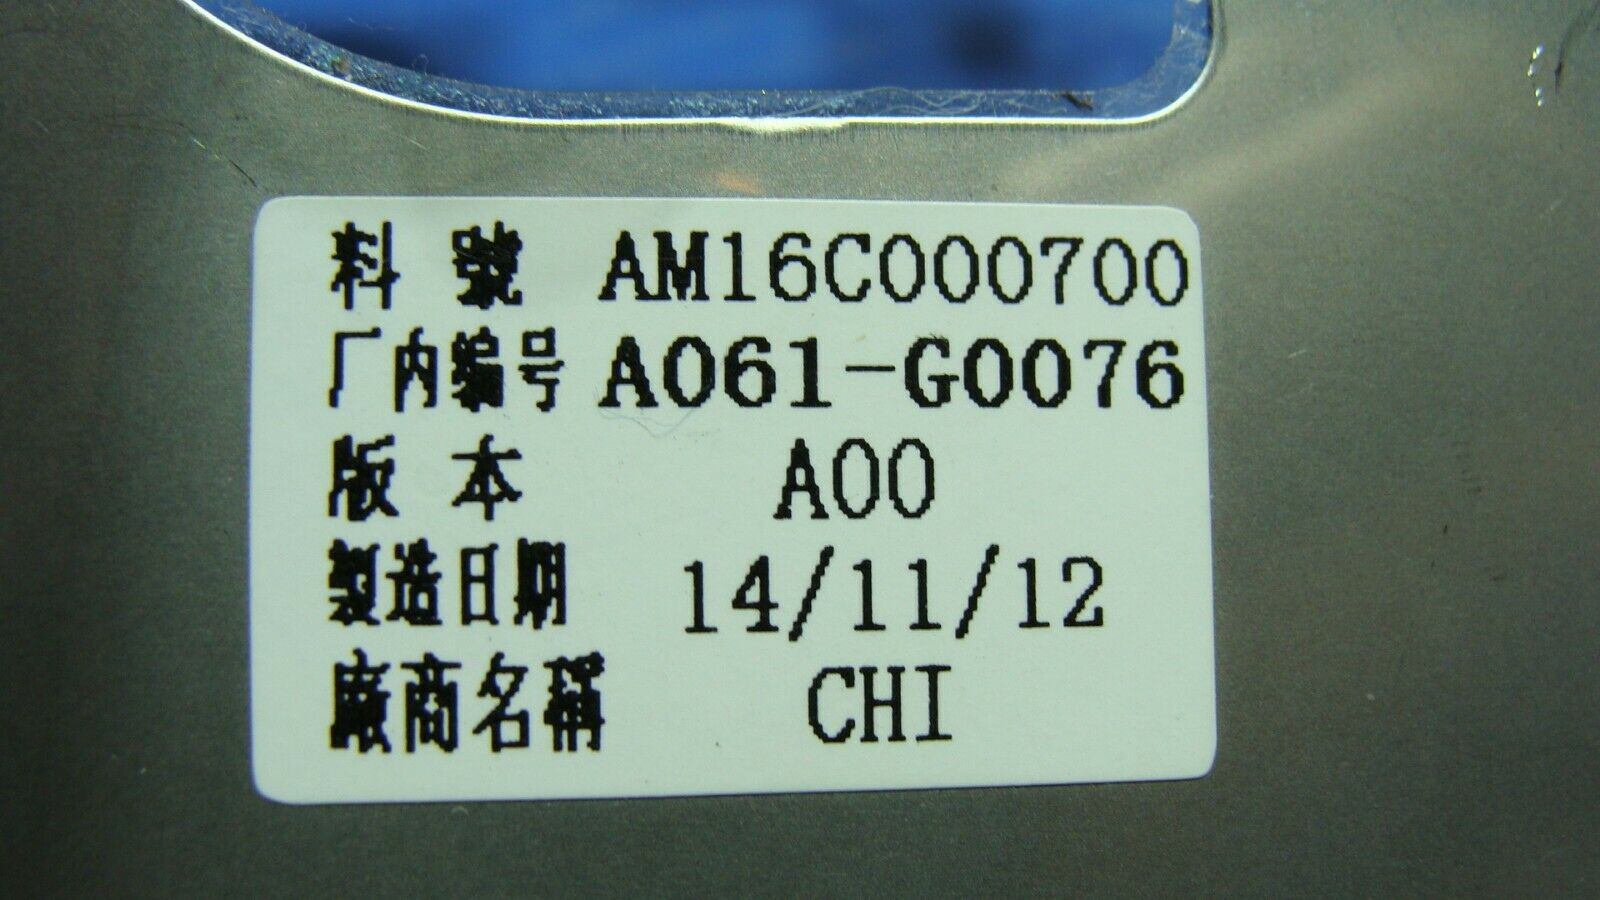 料 號 AM16C000700
厂内编号 A061-G0076
版 本 A00
製造日期 14/11/12
廠商名稱 CHI